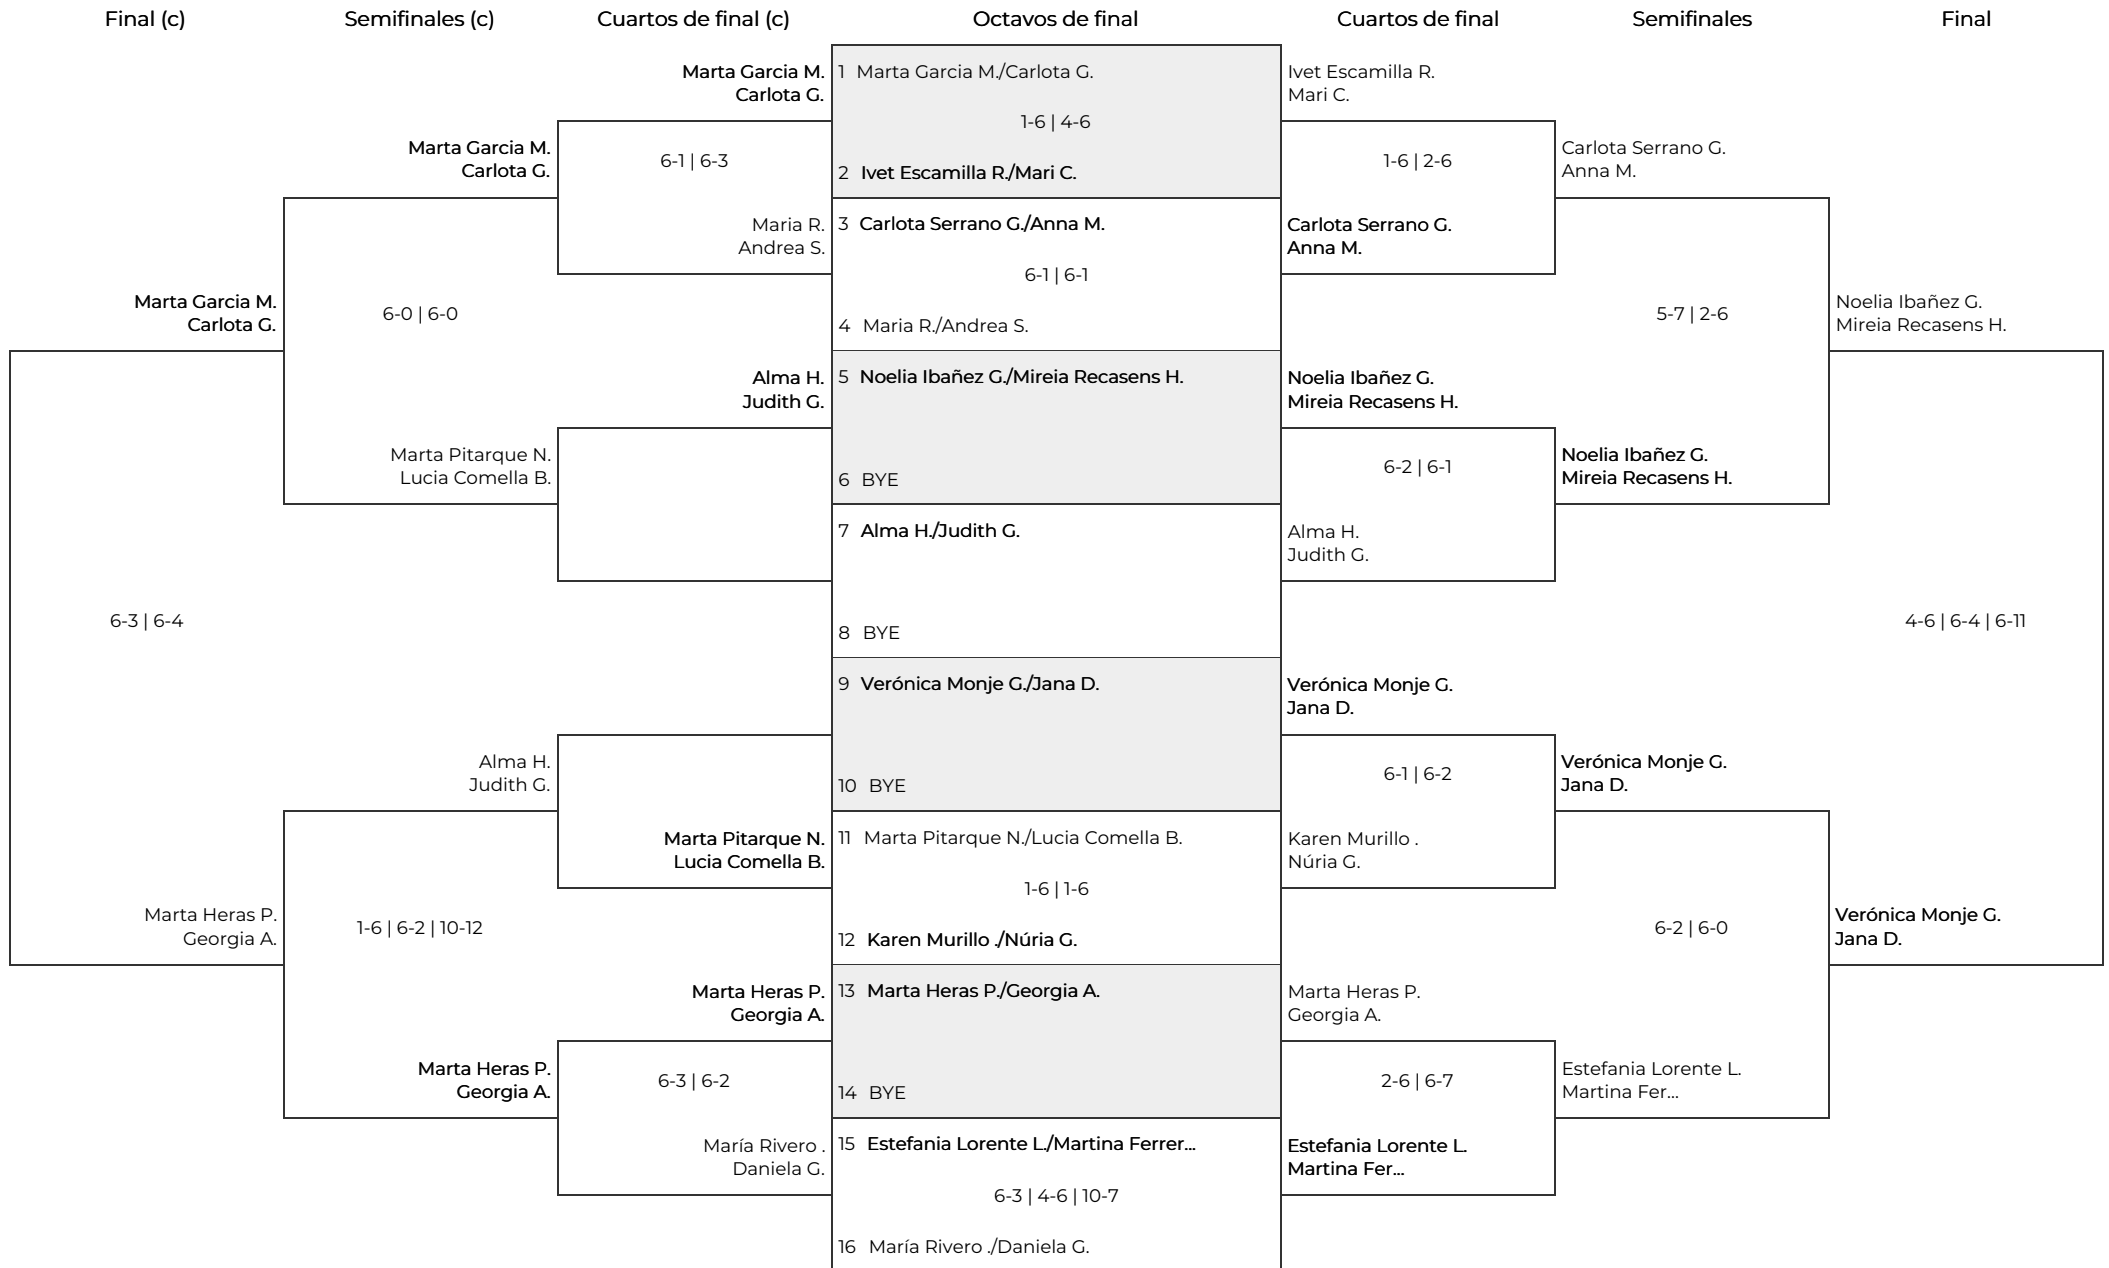 Final (c)
Semifinales (c)
Cuartos de final (c)
Octavos de final
Cuartos de final
Semifinales
Final
Marta Garcia M.
Carlota G.
6-3 | 6-4
Marta Heras P.
Georgia A.
Marta Garcia M.
Carlota G.
6-0 | 6-0
Marta Pitarque N.
Lucia Comella B.
Alma H.
Judith G.
1-6 | 6-2 | 10-12
Marta Heras P.
Georgia A.
Marta Garcia M.
Carlota G.
6-1 | 6-3
Maria R.
Andrea S.
Alma H.
Judith G.
Marta Pitarque N.
Lucia Comella B.
Marta Heras P.
Georgia A.
6-3 | 6-2
María Rivero .
Daniela G.
1 Marta Garcia M./Carlota G.
1-6 | 4-6
2 Ivet Escamilla R./Mari C.
3 Carlota Serrano G./Anna M.
6-1 | 6-1
4 Maria R./Andrea S.
5 Noelia Ibañez G./Mireia Recasens H.
6 BYE
7 Alma H./Judith G.
8 BYE
9 Verónica Monje G./Jana D.
10 BYE
11 Marta Pitarque N./Lucia Comella B.
1-6 | 1-6
12 Karen Murillo ./Núria G.
13 Marta Heras P./Georgia A.
14 BYE
15 Estefania Lorente L./Martina Ferrer...
6-3 | 4-6 | 10-7
16 María Rivero ./Daniela G.
Ivet Escamilla R.
Mari C.
1-6 | 2-6
Carlota Serrano G.
Anna M.
Noelia Ibañez G.
Mireia Recasens H.
6-2 | 6-1
Alma H.
Judith G.
Verónica Monje G.
Jana D.
6-1 | 6-2
Karen Murillo .
Núria G.
Marta Heras P.
Georgia A.
2-6 | 6-7
Estefania Lorente L.
Martina Fer...
Carlota Serrano G.
Anna M.
5-7 | 2-6
Noelia Ibañez G.
Mireia Recasens H.
Verónica Monje G.
Jana D.
6-2 | 6-0
Estefania Lorente L.
Martina Fer...
Noelia Ibañez G.
Mireia Recasens H.
4-6 | 6-4 | 6-11
Verónica Monje G.
Jana D.